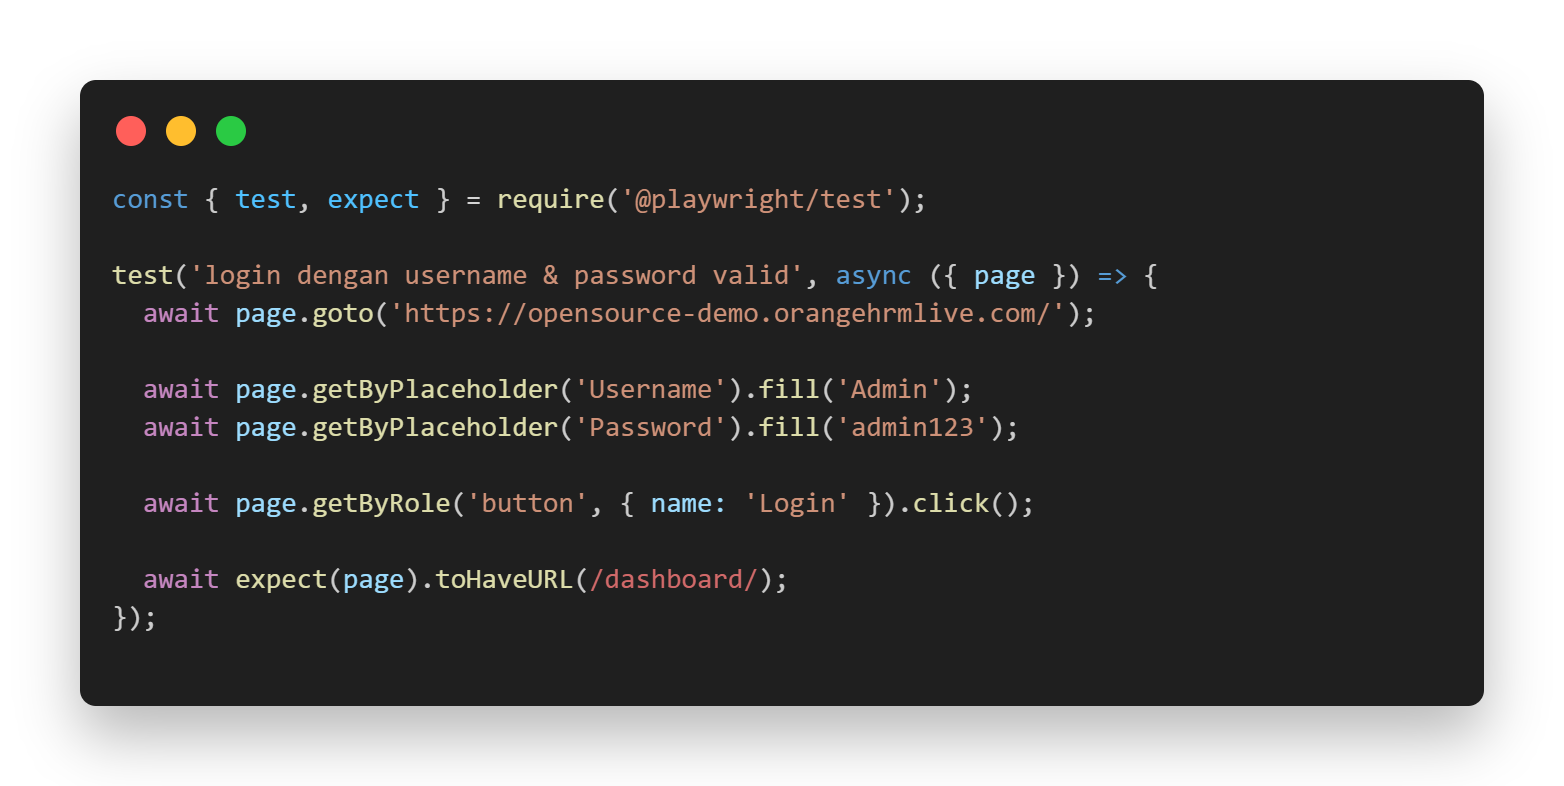 const { test, expect } = require('@playwright/test');
test('login dengan username & password valid', async ({ page }) => {
await page.goto('https://opensource-demo.orangehrmlive.com/');
await page.getByPlaceholder('Username').fill('Admin');
await page.getByPlaceholder('Password').fill('admin123');
await page.getByRole('button', { name: 'Login' }).click();
await expect(page).toHaveURL(/dashboard/);
});